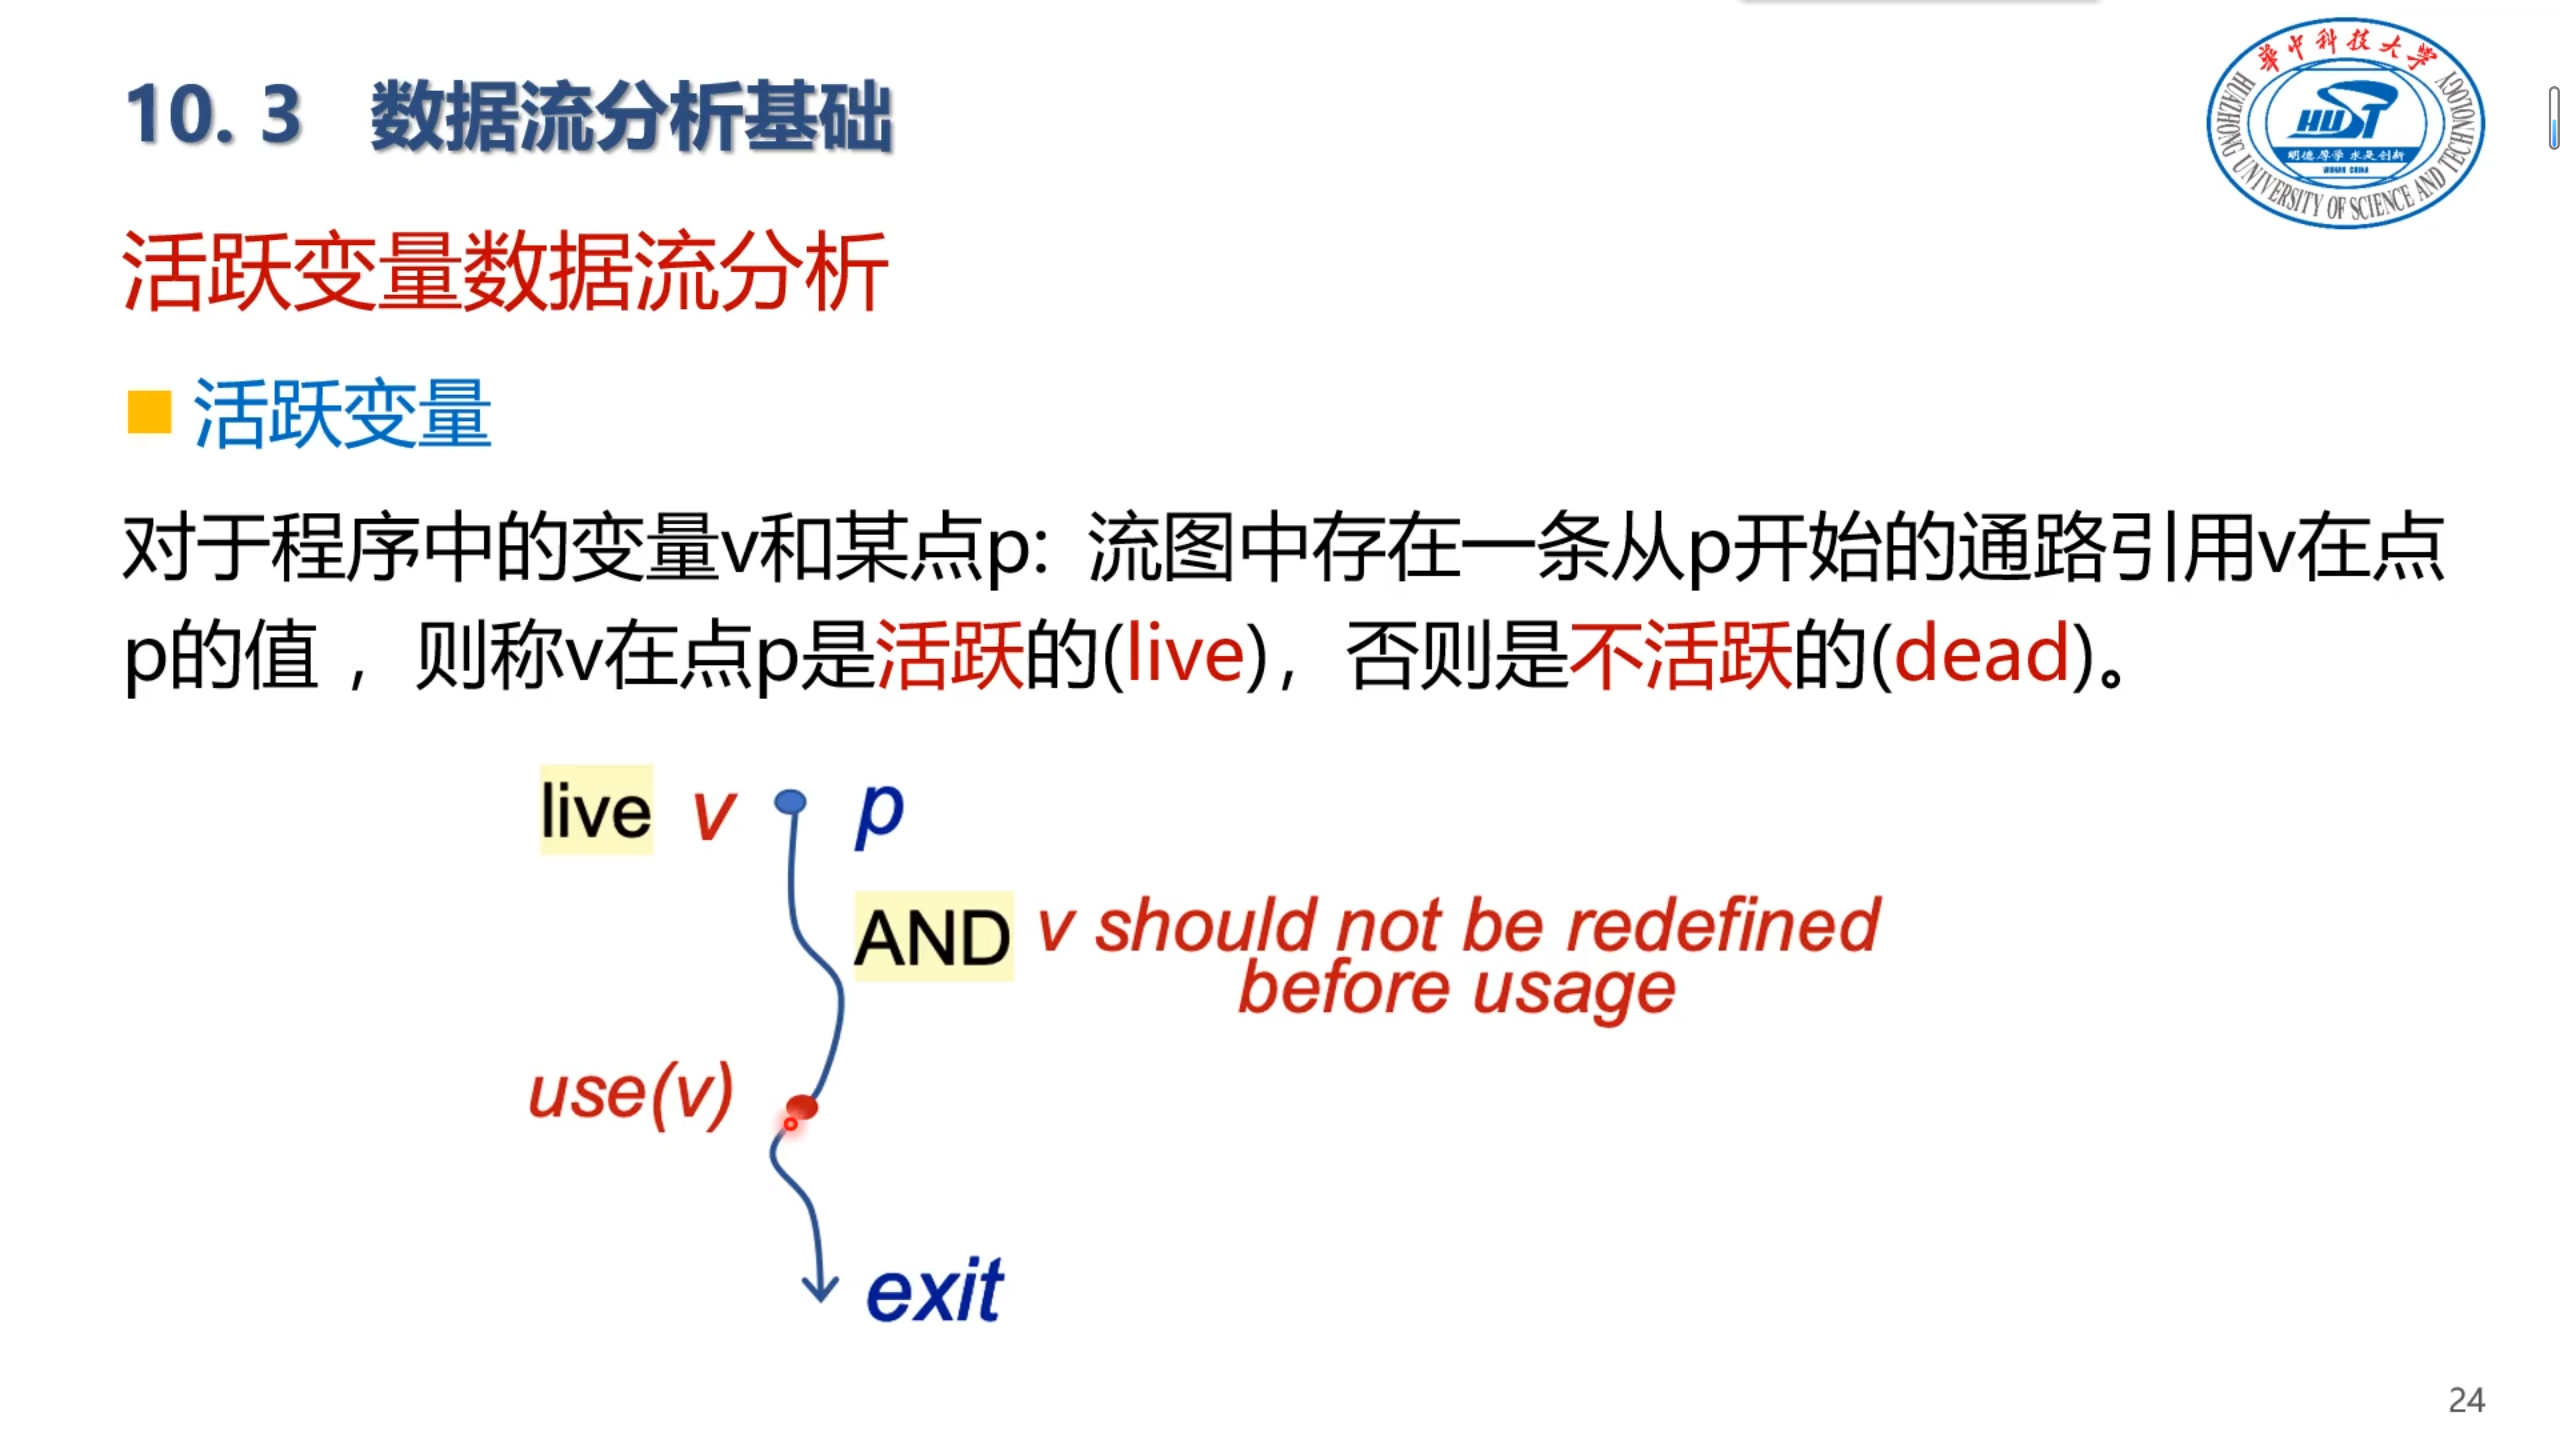 10. 3 数据流分析基础
華中科技大学
HUAZHONG UNIVERSITY OF SCIENCE AND TECHNOLOGY
HUST
明德厚学 求是创新
WUHAN CHINA
活跃变量数据流分析
活跃变量
对于程序中的变量v和某点p：流图中存在一条从p开始的通路引用v在点
p的值 ，则称v在点p是活跃的(live)，否则是不活跃的(dead)。
live v p
AND v should not be redefined
before usage
use(v)
exit
24